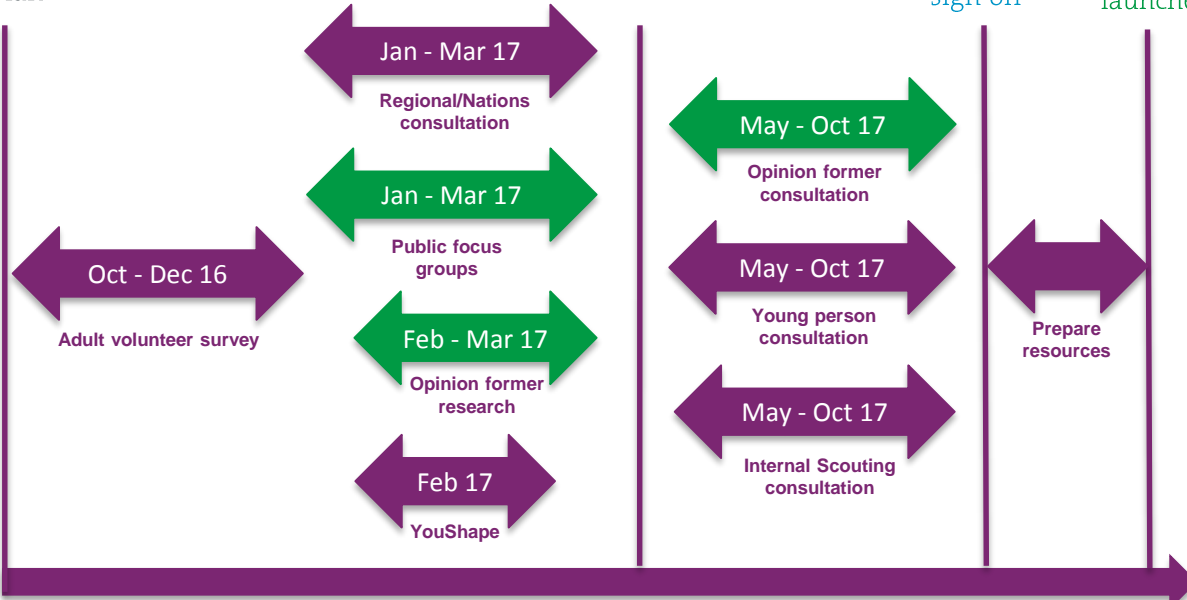 sign off
Jan - Mar 17
Regional/Nations
consultation
Jan - Mar 17
Public focus
groups
Oct - Dec 16
Adult volunteer survey
Feb - Mar 17
Opinion former
research
Feb 17
YouShape
May - Oct 17
Opinion former
consultation
May - Oct 17
Young person
consultation
May - Oct 17
Internal Scouting
consultation
Prepare
resources